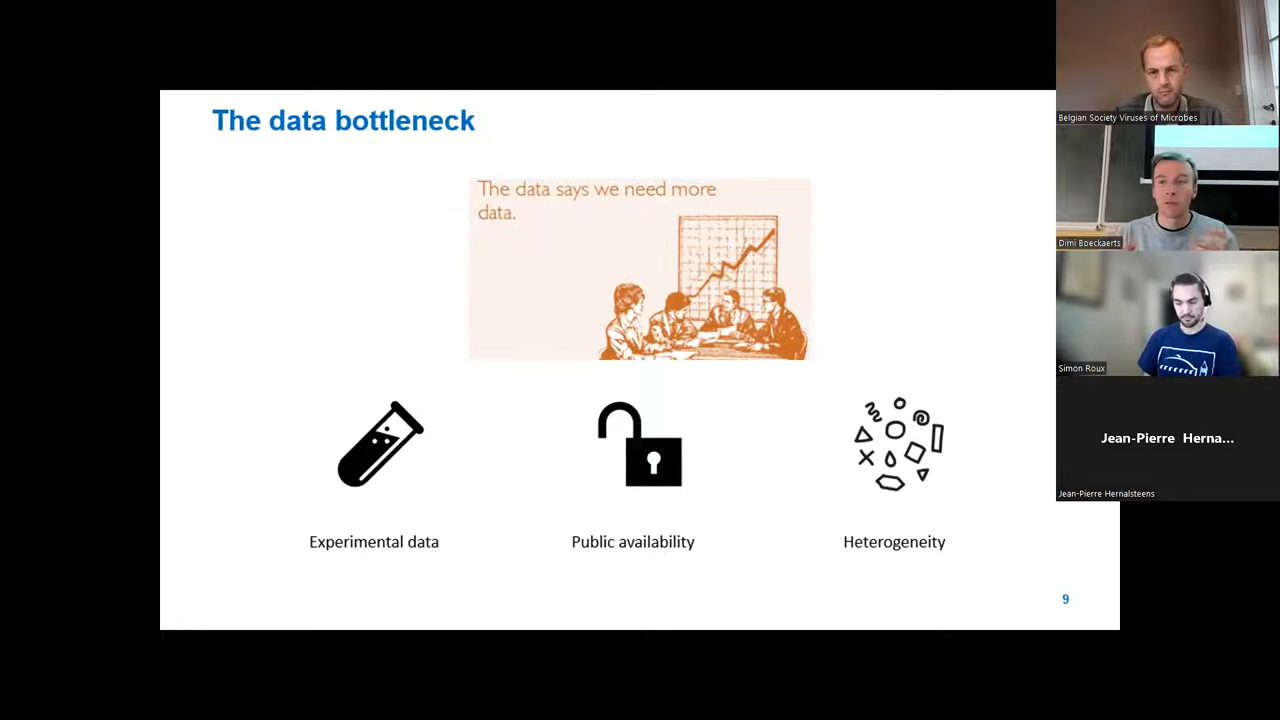 The data bottleneck
The data says we need more
data.
Experimental data
Public availability
Heterogeneity
9
Belgian Society Viruses of Microbes
Dimi Boeckaerts
Simon Roux
Jean-Pierre Herna...
Jean-Pierre Hernalsteens